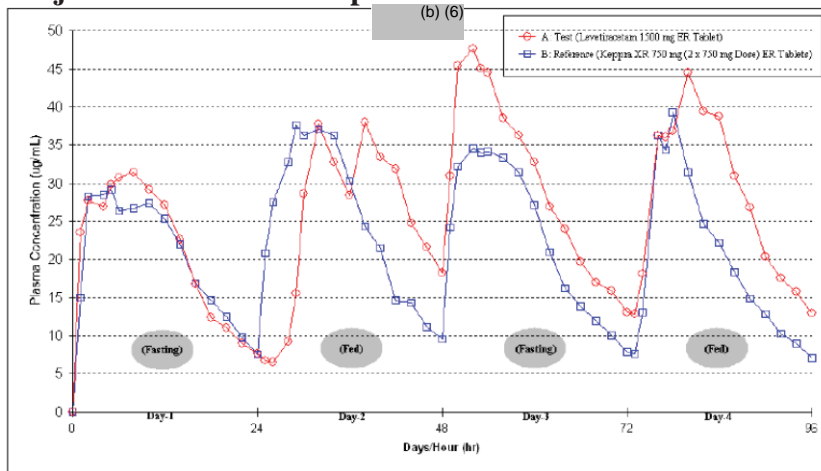 (b) (6)
A: Test (Levetiracetam 1500 mg ER Tablet)
B: Reference (Keppra XR 750 mg (2 x 750 mg Dose) ER Tablets)
Plasma Concentration (ug/mL)
50
45
40
35
30
25
20
15
10
5
0
(Fasting)
(Fed)
(Fasting)
(Fed)
Day-1
Day-2
Day-3
Day-4
0
24
48
72
96
Days/Hour (hr)